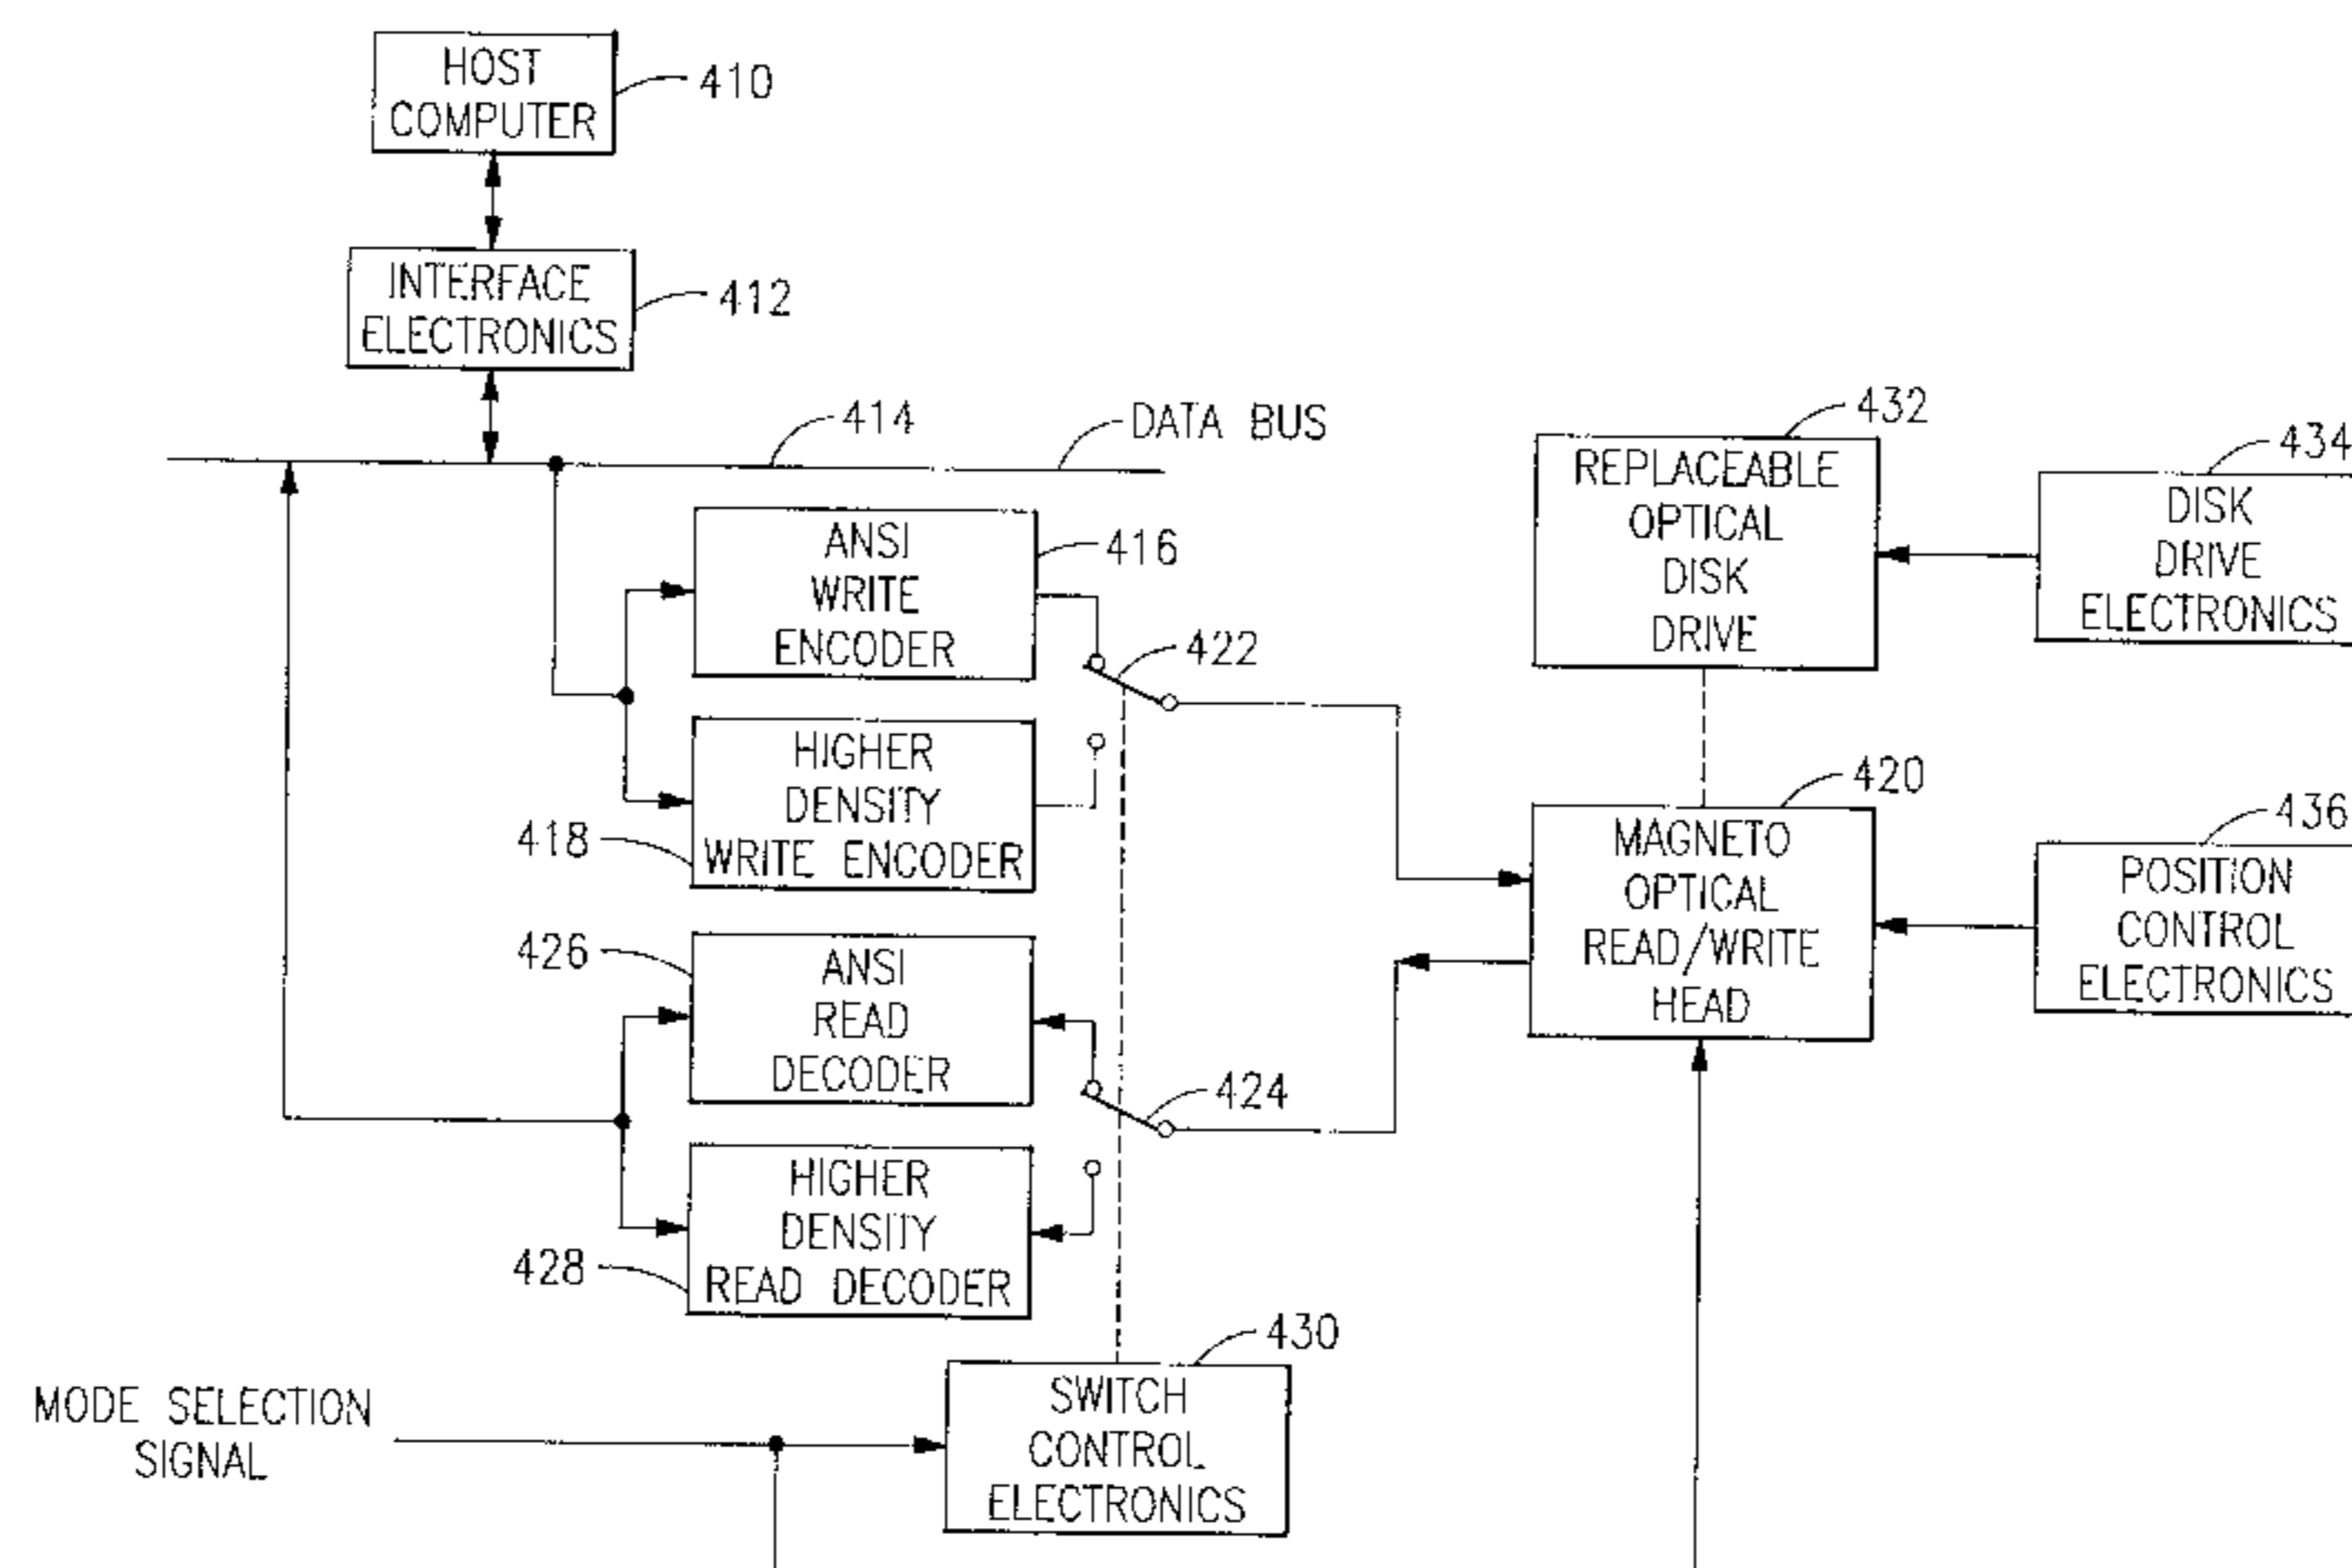 HOST
COMPUTER
410
INTERFACE
ELECTRONICS
412
414
DATA BUS
ANSI
WRITE
ENCODER
416
422
HIGHER
DENSITY
WRITE ENCODER
418
426
ANSI
READ
DECODER
424
HIGHER
DENSITY
READ DECODER
428
430
SWITCH
CONTROL
ELECTRONICS
MODE SELECTION
SIGNAL
432
REPLACEABLE
OPTICAL
DISK
DRIVE
434
DISK
DRIVE
ELECTRONICS
420
MAGNETO
OPTICAL
READ/WRITE
HEAD
436
POSITION
CONTROL
ELECTRONICS